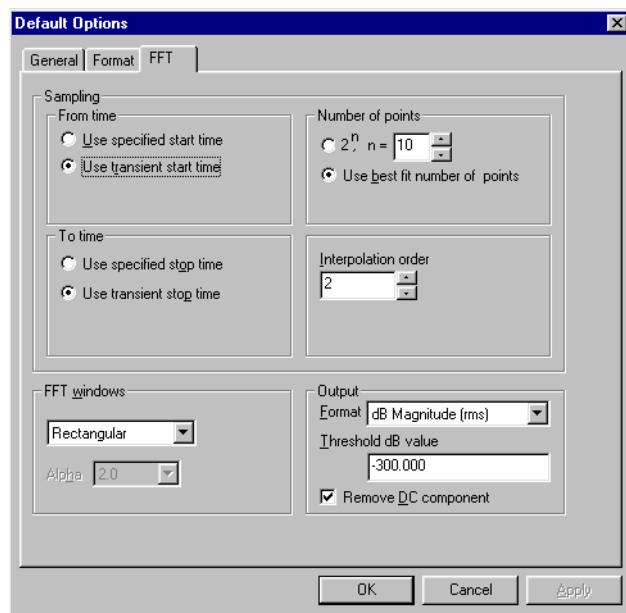 Default Options
General Format FFT
Sampling
From time
Use specified start time
Use transient start time
Number of points
2^n, n = 10
Use best fit number of points
To time
Use specified stop time
Use transient stop time
Interpolation order
2
FFT windows
Rectangular
Alpha 2.0
Output
Format dB Magnitude (rms)
Threshold dB value
-300.000
Remove DC component
OK Cancel Apply